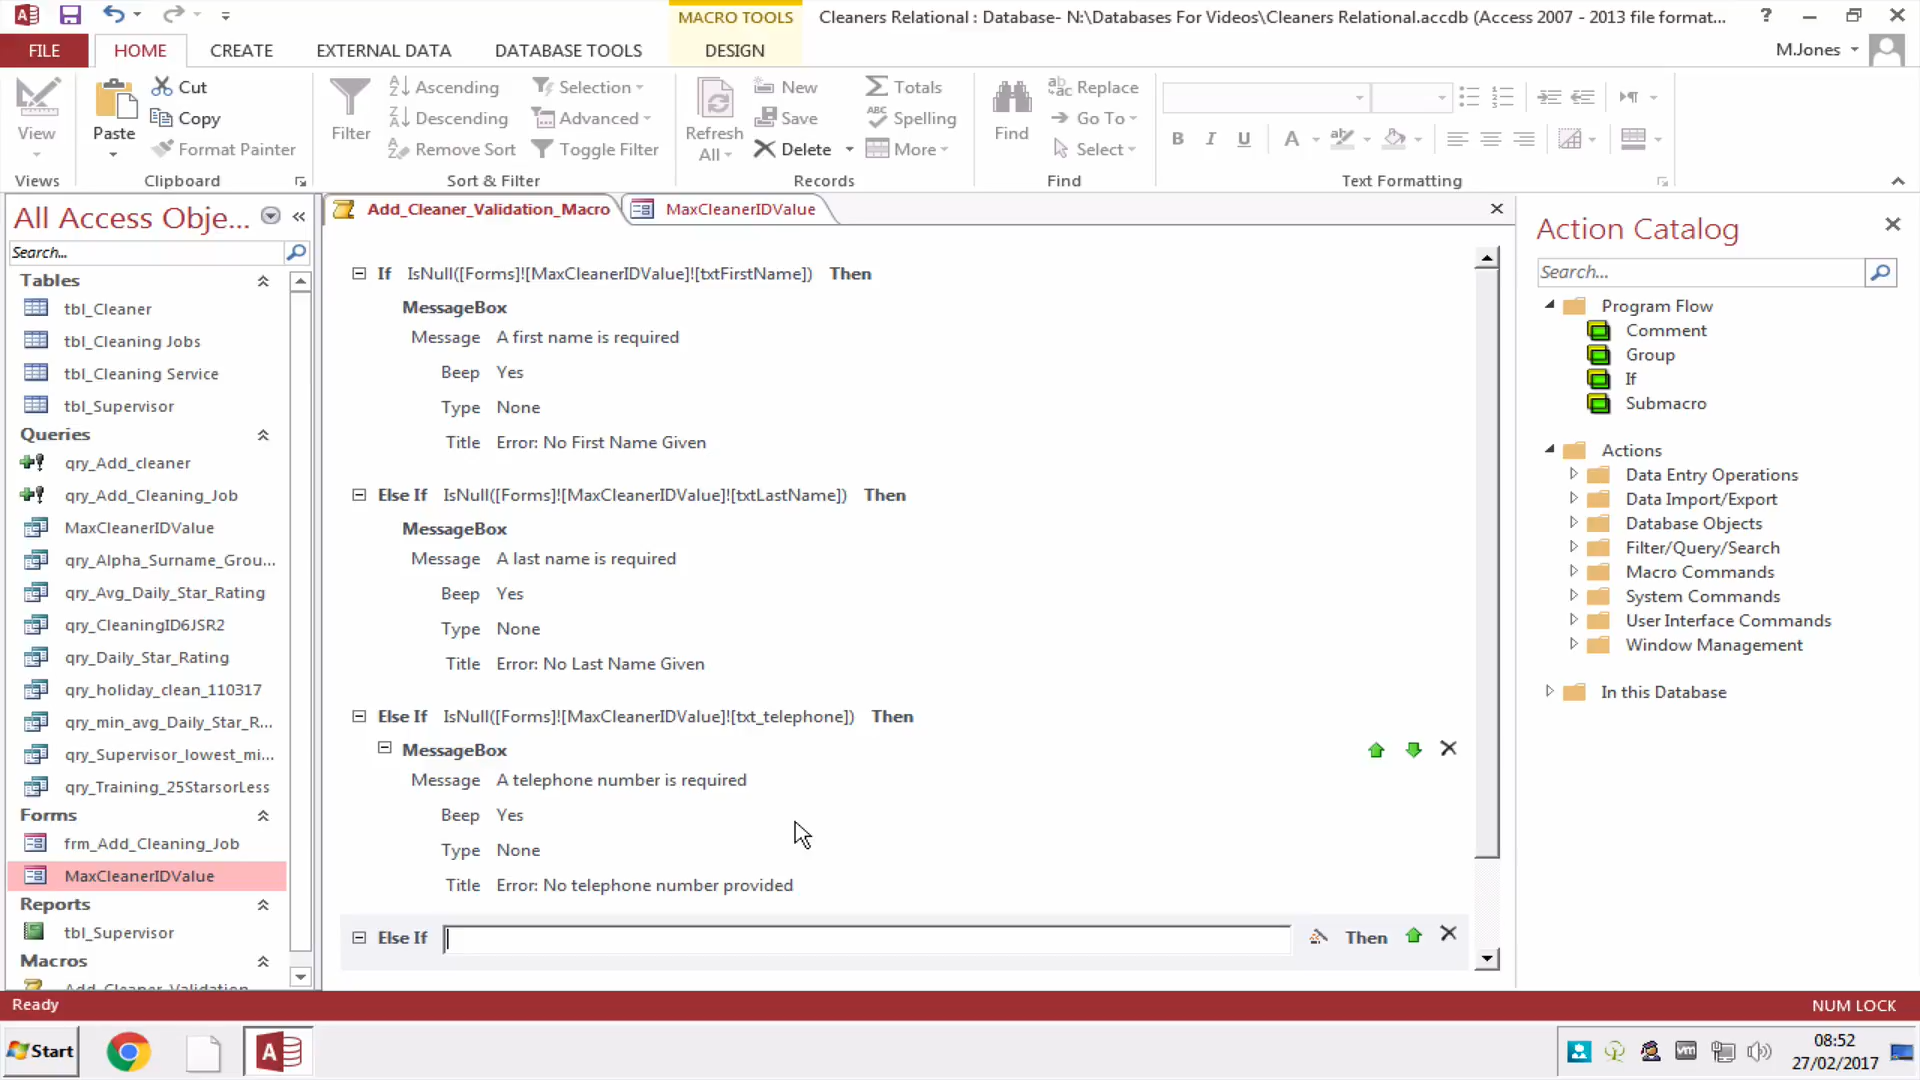 MACRO TOOLS
Cleaners Relational : Database- N:\Databases For Videos\Cleaners Relational.accdb (Access 2007 - 2013 file format...
?
FILE
HOME
CREATE
EXTERNAL DATA
DATABASE TOOLS
DESIGN
M.Jones
View
Views
Paste
Cut
Copy
Format Painter
Clipboard
Filter
Ascending
Descending
Remove Sort
Selection
Advanced
Toggle Filter
Sort & Filter
Refresh
All
New
Save
Delete
Totals
Spelling
More
Records
Find
Replace
Go To
Select
Find
B I U A
Text Formatting
All Access Obje...
Search...
Tables
tbl_Cleaner
tbl_Cleaning Jobs
tbl_Cleaning Service
tbl_Supervisor
Queries
qry_Add_cleaner
qry_Add_Cleaning_Job
MaxCleanerIDValue
qry_Alpha_Surname_Grou...
qry_Avg_Daily_Star_Rating
qry_CleaningID6JSR2
qry_Daily_Star_Rating
qry_holiday_clean_110317
qry_min_avg_Daily_Star_R...
qry_Supervisor_lowest_mi...
qry_Training_25StarsorLess
Forms
frm_Add_Cleaning_Job
MaxCleanerIDValue
Reports
tbl_Supervisor
Macros
Add_Cleaner_Validation
Add_Cleaner_Validation_Macro
MaxCleanerIDValue
If IsNull([Forms]![MaxCleanerIDValue]![txtFirstName]) Then
MessageBox
Message A first name is required
Beep Yes
Type None
Title Error: No First Name Given
Else If IsNull([Forms]![MaxCleanerIDValue]![txtLastName]) Then
MessageBox
Message A last name is required
Beep Yes
Type None
Title Error: No Last Name Given
Else If IsNull([Forms]![MaxCleanerIDValue]![txt_telephone]) Then
MessageBox
Message A telephone number is required
Beep Yes
Type None
Title Error: No telephone number provided
Else If Then
Action Catalog
Search...
Program Flow
Comment
Group
If
Submacro
Actions
Data Entry Operations
Data Import/Export
Database Objects
Filter/Query/Search
Macro Commands
System Commands
User Interface Commands
Window Management
In this Database
Ready
NUM LOCK
Start
08:52
27/02/2017